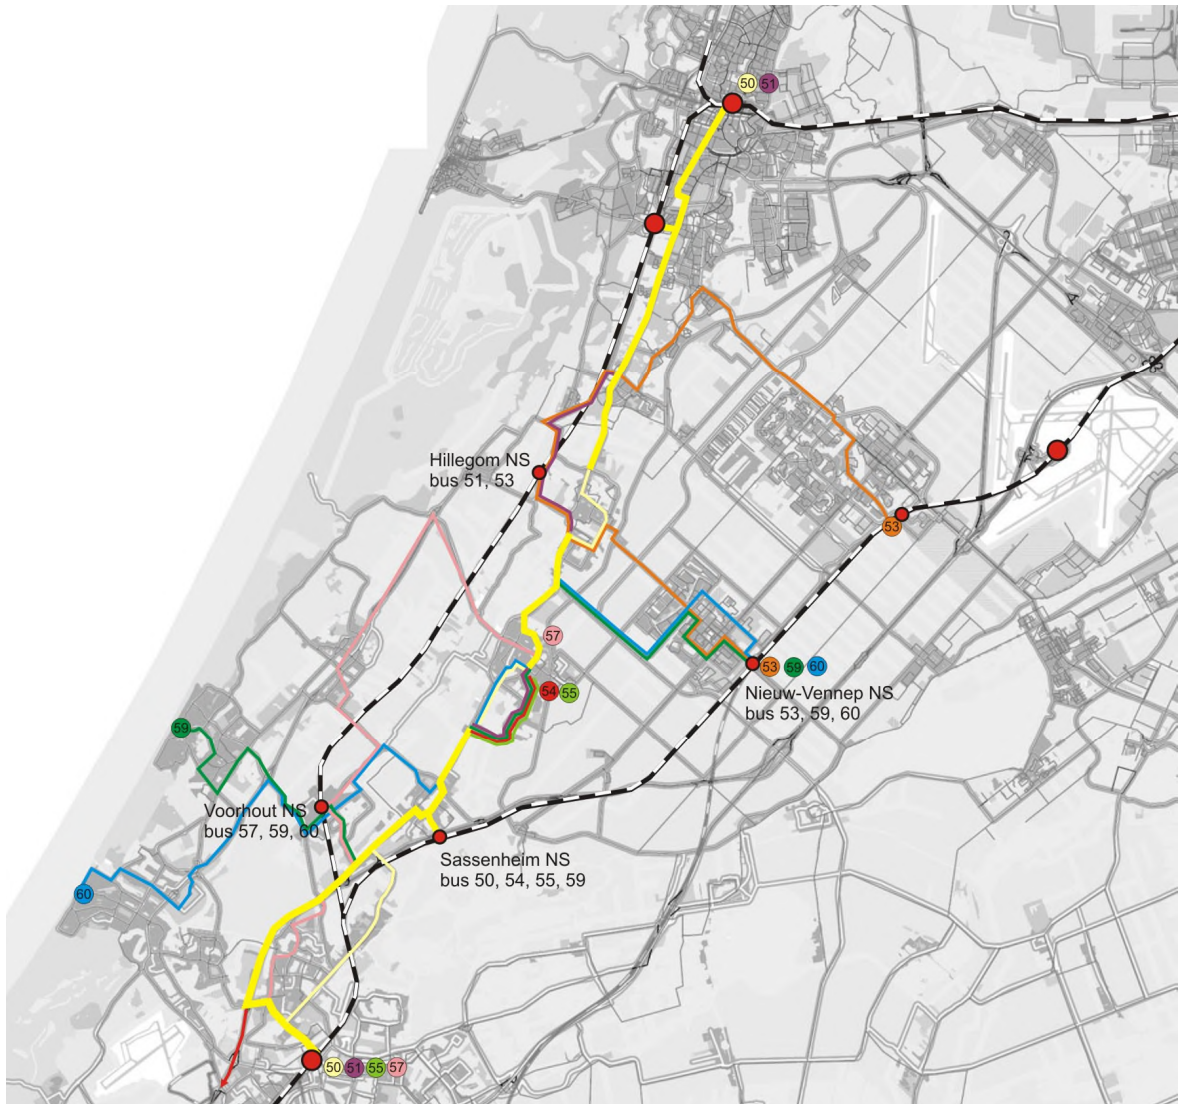 50 51
Hillegom NS
bus 51, 53
53
57
54 55
53 59 60
Nieuw-Vennep NS
bus 53, 59, 60
59
Voorhout NS
bus 57, 59, 60
Sassenheim NS
bus 50, 54, 55, 59
60
50 51 55 57